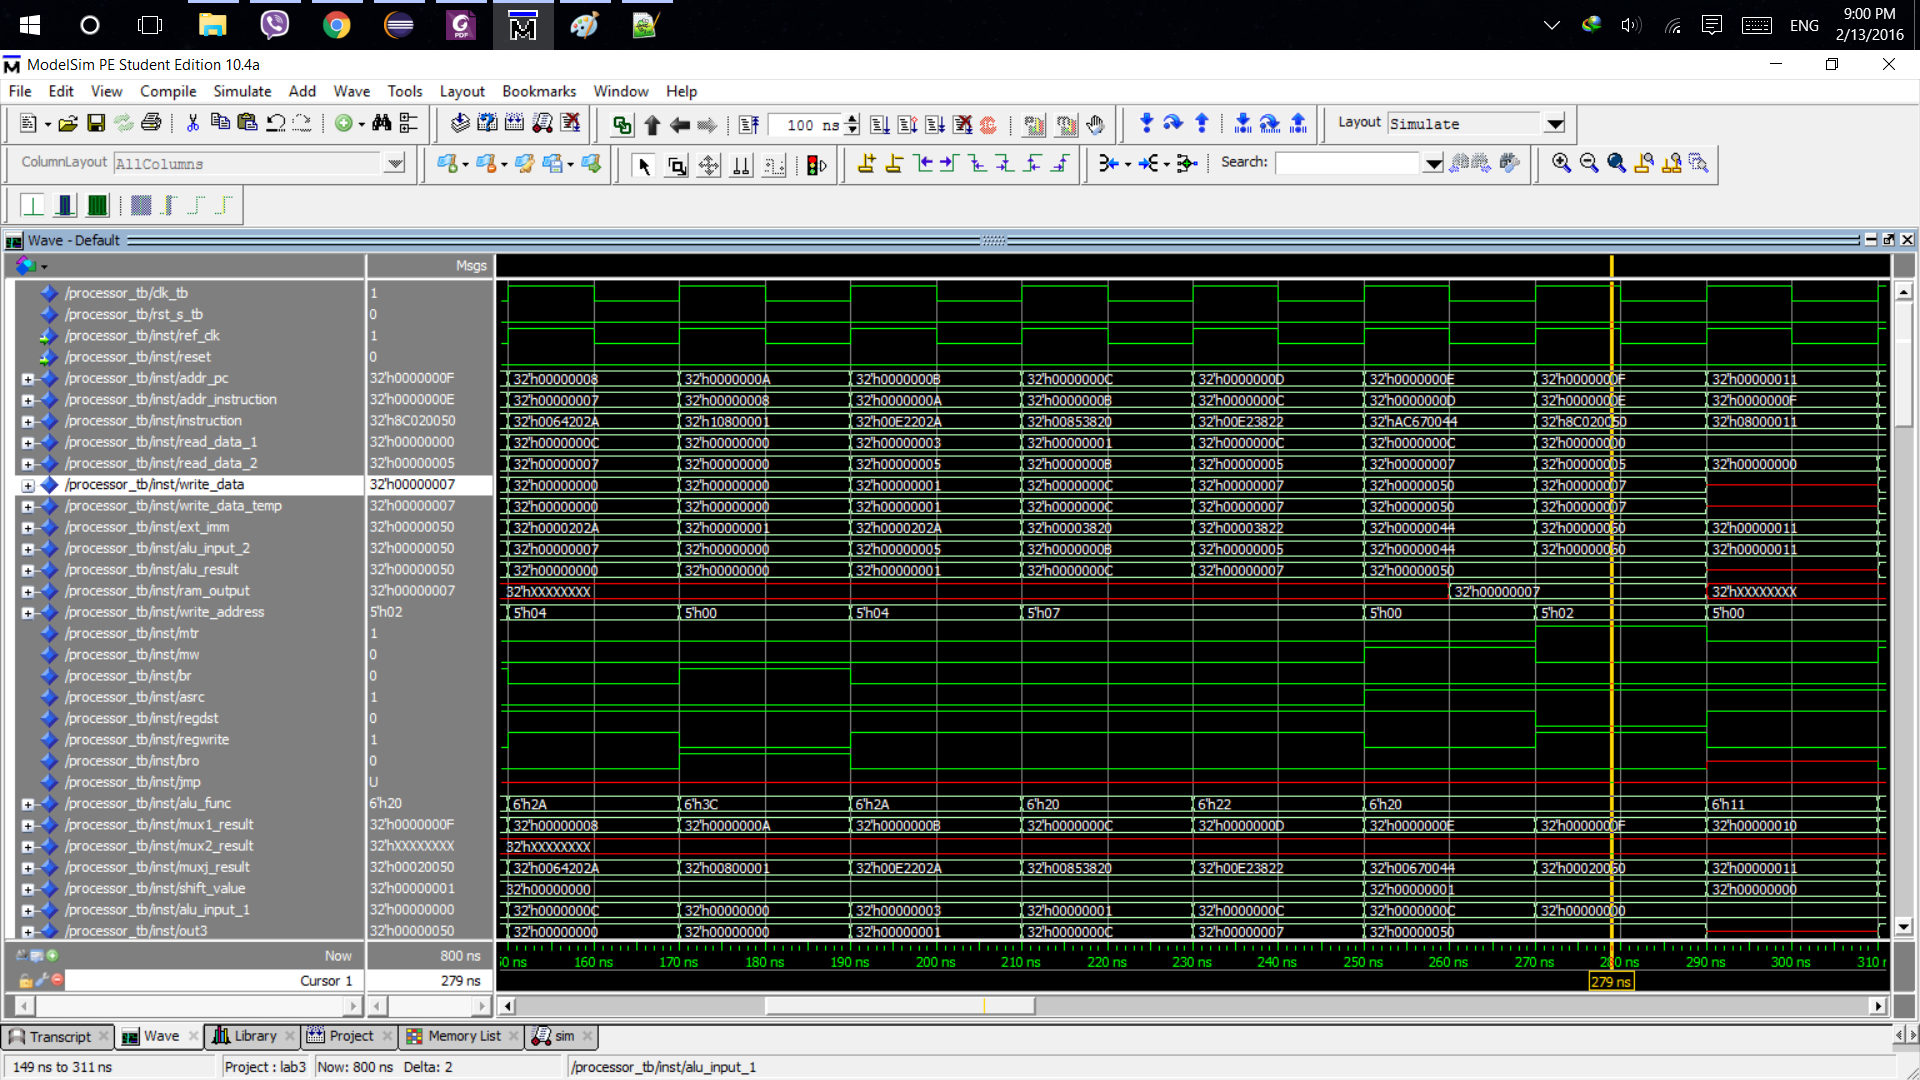 ENG
9:00 PM
2/13/2016
ModelSim PE Student Edition 10.4a
File Edit View Compile Simulate Add Wave Tools Layout Bookmarks Window Help
100 ns
Layout Simulate
ColumnLayout AllColumns
Search:
Wave - Default
Msgs
/processor_tb/clk_tb 1
/processor_tb/rst_s_tb 0
/processor_tb/inst/ref_clk 1
/processor_tb/inst/reset 0
/processor_tb/inst/addr_pc 32'h0000000F 32'h00000008 32'h0000000A 32'h0000000B 32'h0000000C 32'h0000000D 32'h0000000E 32'h0000000F 32'h00000011
/processor_tb/inst/addr_instruction 32'h0000000E 32'h00000007 32'h00000008 32'h0000000A 32'h0000000B 32'h0000000C 32'h0000000D 32'h0000000E 32'h0000000F
/processor_tb/inst/instruction 32'h8C020050 32'h0064202A 32'h10800001 32'h00E2202A 32'h00853820 32'h00E23822 32'hAC670044 32'h8C020050 32'h08000011
/processor_tb/inst/read_data_1 32'h00000000 32'h0000000C 32'h00000000 32'h00000003 32'h00000001 32'h0000000C 32'h0000000C 32'h00000000
/processor_tb/inst/read_data_2 32'h00000005 32'h00000007 32'h00000000 32'h00000005 32'h0000000B 32'h00000005 32'h00000007 32'h00000005 32'h00000000
/processor_tb/inst/write_data 32'h00000007 32'h00000000 32'h00000000 32'h00000001 32'h0000000C 32'h00000007 32'h00000050 32'h00000007
/processor_tb/inst/write_data_temp 32'h00000007 32'h00000000 32'h00000000 32'h00000001 32'h0000000C 32'h00000007 32'h00000050 32'h00000007
/processor_tb/inst/ext_imm 32'h00000050 32'h0000202A 32'h00000001 32'h0000202A 32'h00003820 32'h00003822 32'h00000044 32'h00000050 32'h00000011
/processor_tb/inst/alu_input_2 32'h00000050 32'h00000007 32'h00000000 32'h00000005 32'h0000000B 32'h00000005 32'h00000044 32'h00000050 32'h00000011
/processor_tb/inst/alu_result 32'h00000050 32'h00000000 32'h00000000 32'h00000001 32'h0000000C 32'h00000007 32'h00000050
/processor_tb/inst/ram_output 32'h00000007 32'hXXXXXXXX 32'h00000007 32'hXXXXXXXX
/processor_tb/inst/write_address 5'h02 5'h04 5'h00 5'h04 5'h07 5'h00 5'h02 5'h00
/processor_tb/inst/mtr 1
/processor_tb/inst/mw 0
/processor_tb/inst/br 0
/processor_tb/inst/asrc 1
/processor_tb/inst/regdst 0
/processor_tb/inst/regwrite 1
/processor_tb/inst/bro 0
/processor_tb/inst/jmp U
/processor_tb/inst/alu_func 6'h20 6'h2A 6'h3C 6'h2A 6'h20 6'h22 6'h20 6'h11
/processor_tb/inst/mux1_result 32'h0000000F 32'h00000008 32'h0000000A 32'h0000000B 32'h0000000C 32'h0000000D 32'h0000000E 32'h0000000F 32'h00000010
/processor_tb/inst/mux2_result 32'hXXXXXXXX 32'hXXXXXXXX
/processor_tb/inst/muxj_result 32'h00020050 32'h0064202A 32'h00800001 32'h00E2202A 32'h00853820 32'h00E23822 32'h00670044 32'h00020050 32'h00000011
/processor_tb/inst/shift_value 32'h00000001 32'h00000000 32'h00000001 32'h00000000
/processor_tb/inst/alu_input_1 32'h00000000 32'h0000000C 32'h00000000 32'h00000003 32'h00000001 32'h0000000C 32'h0000000C 32'h00000000
/processor_tb/inst/out3 32'h00000050 32'h00000000 32'h00000000 32'h00000001 32'h0000000C 32'h00000007 32'h00000050
Now 800 ns 160 ns 170 ns 180 ns 190 ns 200 ns 210 ns 220 ns 230 ns 240 ns 250 ns 260 ns 270 ns 280 ns 290 ns 300 ns 310
Cursor 1 279 ns 279 ns
Transcript Wave Library Project Memory List sim
149 ns to 311 ns Project : lab3 Now: 800 ns Delta: 2 /processor_tb/inst/alu_input_1